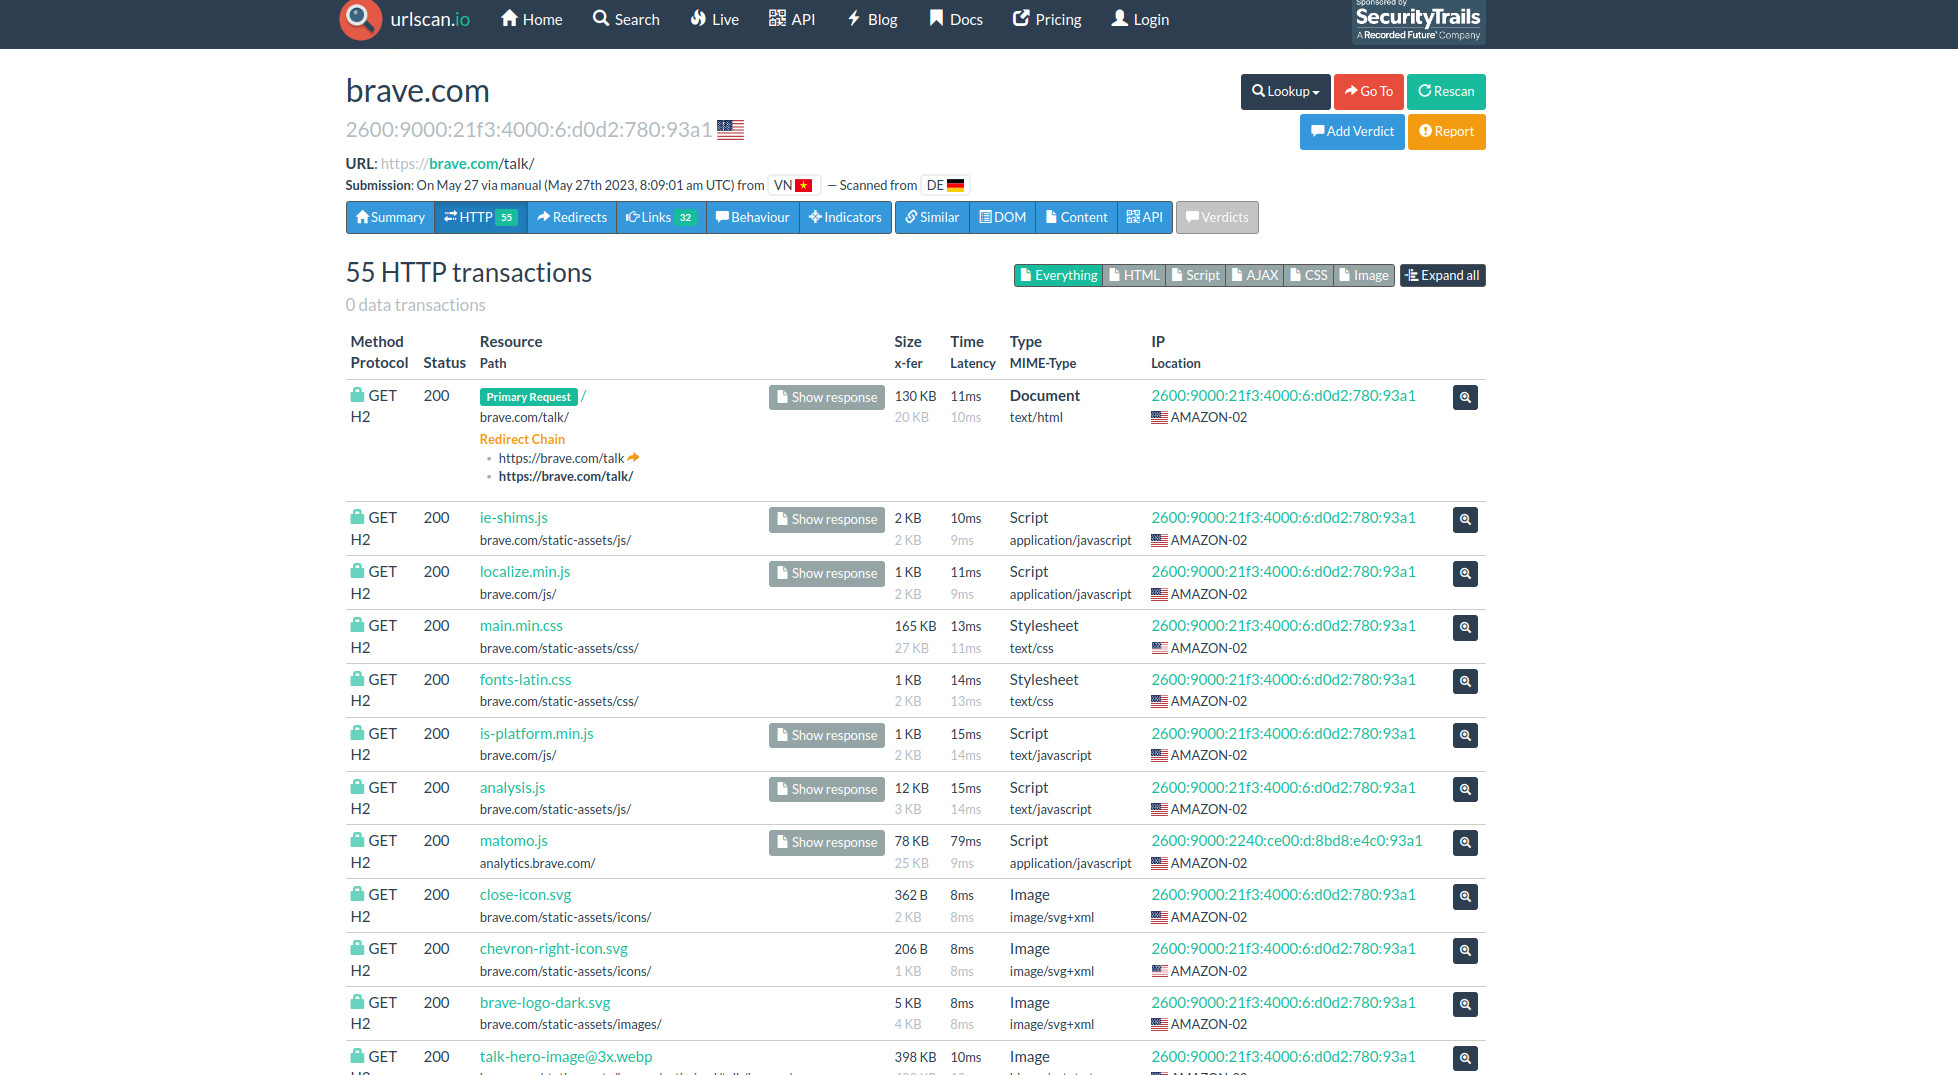 urlscan.io Home Search Live API Blog Docs Pricing Login
Sponsored by
SecurityTrails
A Recorded Future® Company
brave.com
Lookup Go To Rescan
2600:9000:21f3:4000:6:d0d2:780:93a1
Add Verdict Report
URL: https://brave.com/talk/
Submission: On May 27 via manual (May 27th 2023, 8:09:01 am UTC) from VN — Scanned from DE
Summary HTTP 55 Redirects Links 32 Behaviour Indicators Similar DOM Content API Verdicts
55 HTTP transactions
Everything HTML Script AJAX CSS Image Expand all
0 data transactions
Method Resource Size Time Type IP
Protocol Status Path x-fer Latency MIME-Type Location
GET 200 Primary Request / Show response 130 KB 11ms Document 2600:9000:21f3:4000:6:d0d2:780:93a1
H2 brave.com/talk/ 20 KB 10ms text/html AMAZON-02
Redirect Chain
https://brave.com/talk
https://brave.com/talk/
GET 200 ie-shims.js Show response 2 KB 10ms Script 2600:9000:21f3:4000:6:d0d2:780:93a1
H2 brave.com/static-assets/js/ 2 KB 9ms application/javascript AMAZON-02
GET 200 localize.min.js Show response 1 KB 11ms Script 2600:9000:21f3:4000:6:d0d2:780:93a1
H2 brave.com/js/ 2 KB 9ms application/javascript AMAZON-02
GET 200 main.min.css 165 KB 13ms Stylesheet 2600:9000:21f3:4000:6:d0d2:780:93a1
H2 brave.com/static-assets/css/ 27 KB 11ms text/css AMAZON-02
GET 200 fonts-latin.css 1 KB 14ms Stylesheet 2600:9000:21f3:4000:6:d0d2:780:93a1
H2 brave.com/static-assets/css/ 2 KB 13ms text/css AMAZON-02
GET 200 is-platform.min.js Show response 1 KB 15ms Script 2600:9000:21f3:4000:6:d0d2:780:93a1
H2 brave.com/js/ 2 KB 14ms text/javascript AMAZON-02
GET 200 analysis.js Show response 12 KB 15ms Script 2600:9000:21f3:4000:6:d0d2:780:93a1
H2 brave.com/static-assets/js/ 3 KB 14ms text/javascript AMAZON-02
GET 200 matomo.js Show response 78 KB 79ms Script 2600:9000:2240:ce00:d:8bd8:e4c0:93a1
H2 analytics.brave.com/ 25 KB 9ms application/javascript AMAZON-02
GET 200 close-icon.svg 362 B 8ms Image 2600:9000:21f3:4000:6:d0d2:780:93a1
H2 brave.com/static-assets/icons/ 2 KB 8ms image/svg+xml AMAZON-02
GET 200 chevron-right-icon.svg 206 B 8ms Image 2600:9000:21f3:4000:6:d0d2:780:93a1
H2 brave.com/static-assets/icons/ 1 KB 8ms image/svg+xml AMAZON-02
GET 200 brave-logo-dark.svg 5 KB 8ms Image 2600:9000:21f3:4000:6:d0d2:780:93a1
H2 brave.com/static-assets/images/ 4 KB 8ms image/svg+xml AMAZON-02
GET 200 talk-hero-image@3x.webp 398 KB 10ms Image 2600:9000:21f3:4000:6:d0d2:780:93a1